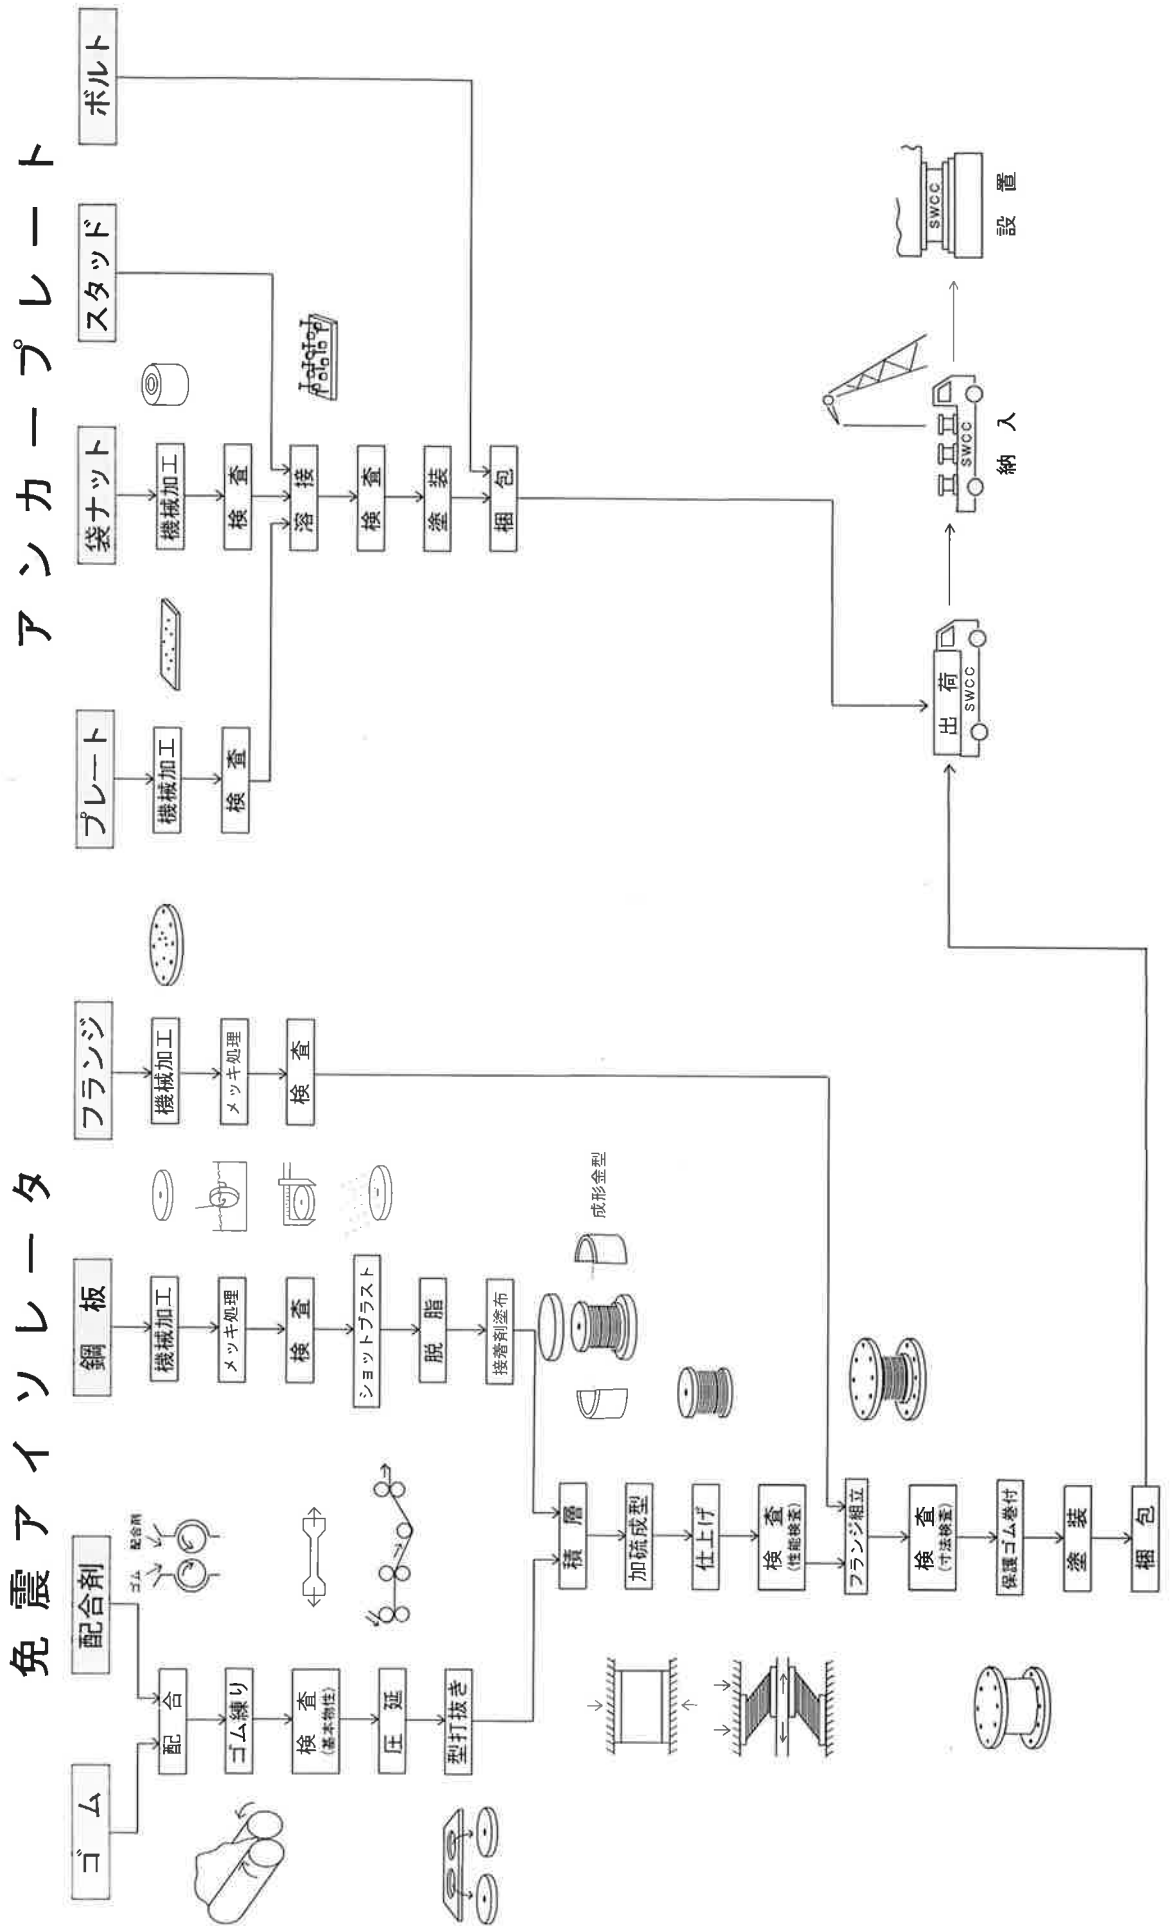 免震アイソレータ
アンカープレート
ゴム
配合剤
鋼板
フランジ
プレート
袋ナット
スタッド
ボルト
ゴム
配合剤
配合
ゴム練り
検査
(基本物性)
圧延
型打抜き
機械加工
メッキ処理
検査
ショットブラスト
脱脂
接着剤塗布
機械加工
メッキ処理
検査
成形金型
積層
加硫成型
仕上げ
検査
(性能検査)
フランジ組立
検査
(寸法検査)
保護ゴム巻付
塗装
梱包
機械加工
検査
機械加工
検査
溶接
検査
塗装
梱包
出荷
SWCC
SWCC
納入
SWCC
設置